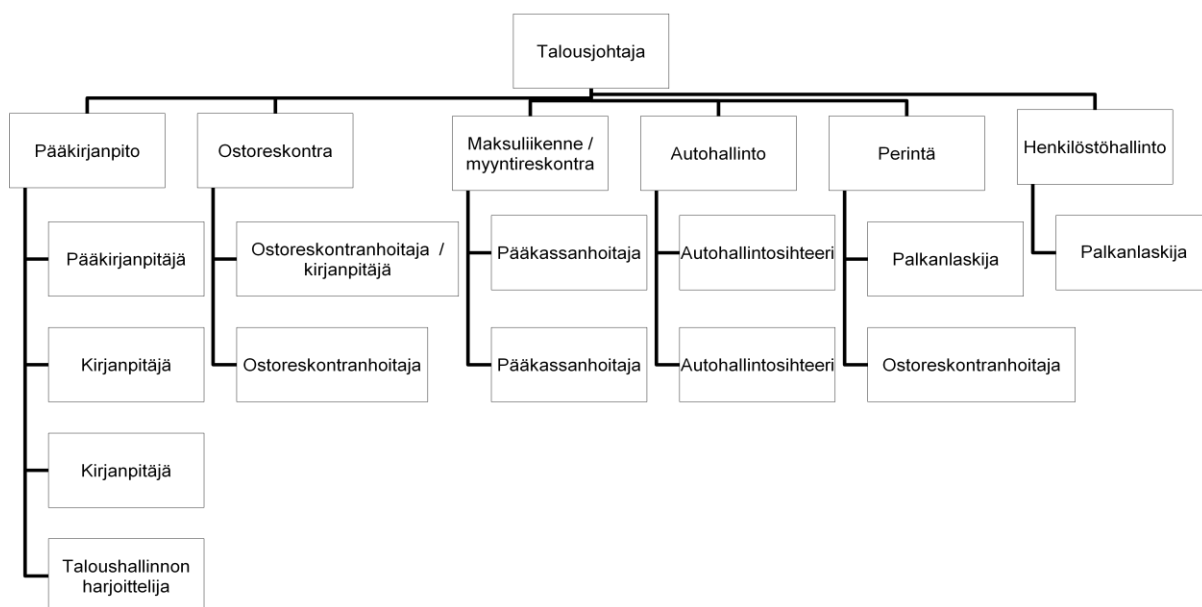 Talousjohtaja
Pääkirjanpito
Ostoreskontra
Maksuliikenne /
myyntireskontra
Autohallinto
Perintä
Henkilöstöhallinto
Pääkirjanpitäjä
Ostoreskontranhoitaja /
kirjanpitäjä
Pääkassanhoitaja
Autohallintosihteeri
Palkanlaskija
Palkanlaskija
Kirjanpitäjä
Ostoreskontranhoitaja
Pääkassanhoitaja
Autohallintosihteeri
Ostoreskontranhoitaja
Kirjanpitäjä
Taloushallinnon
harjoittelija